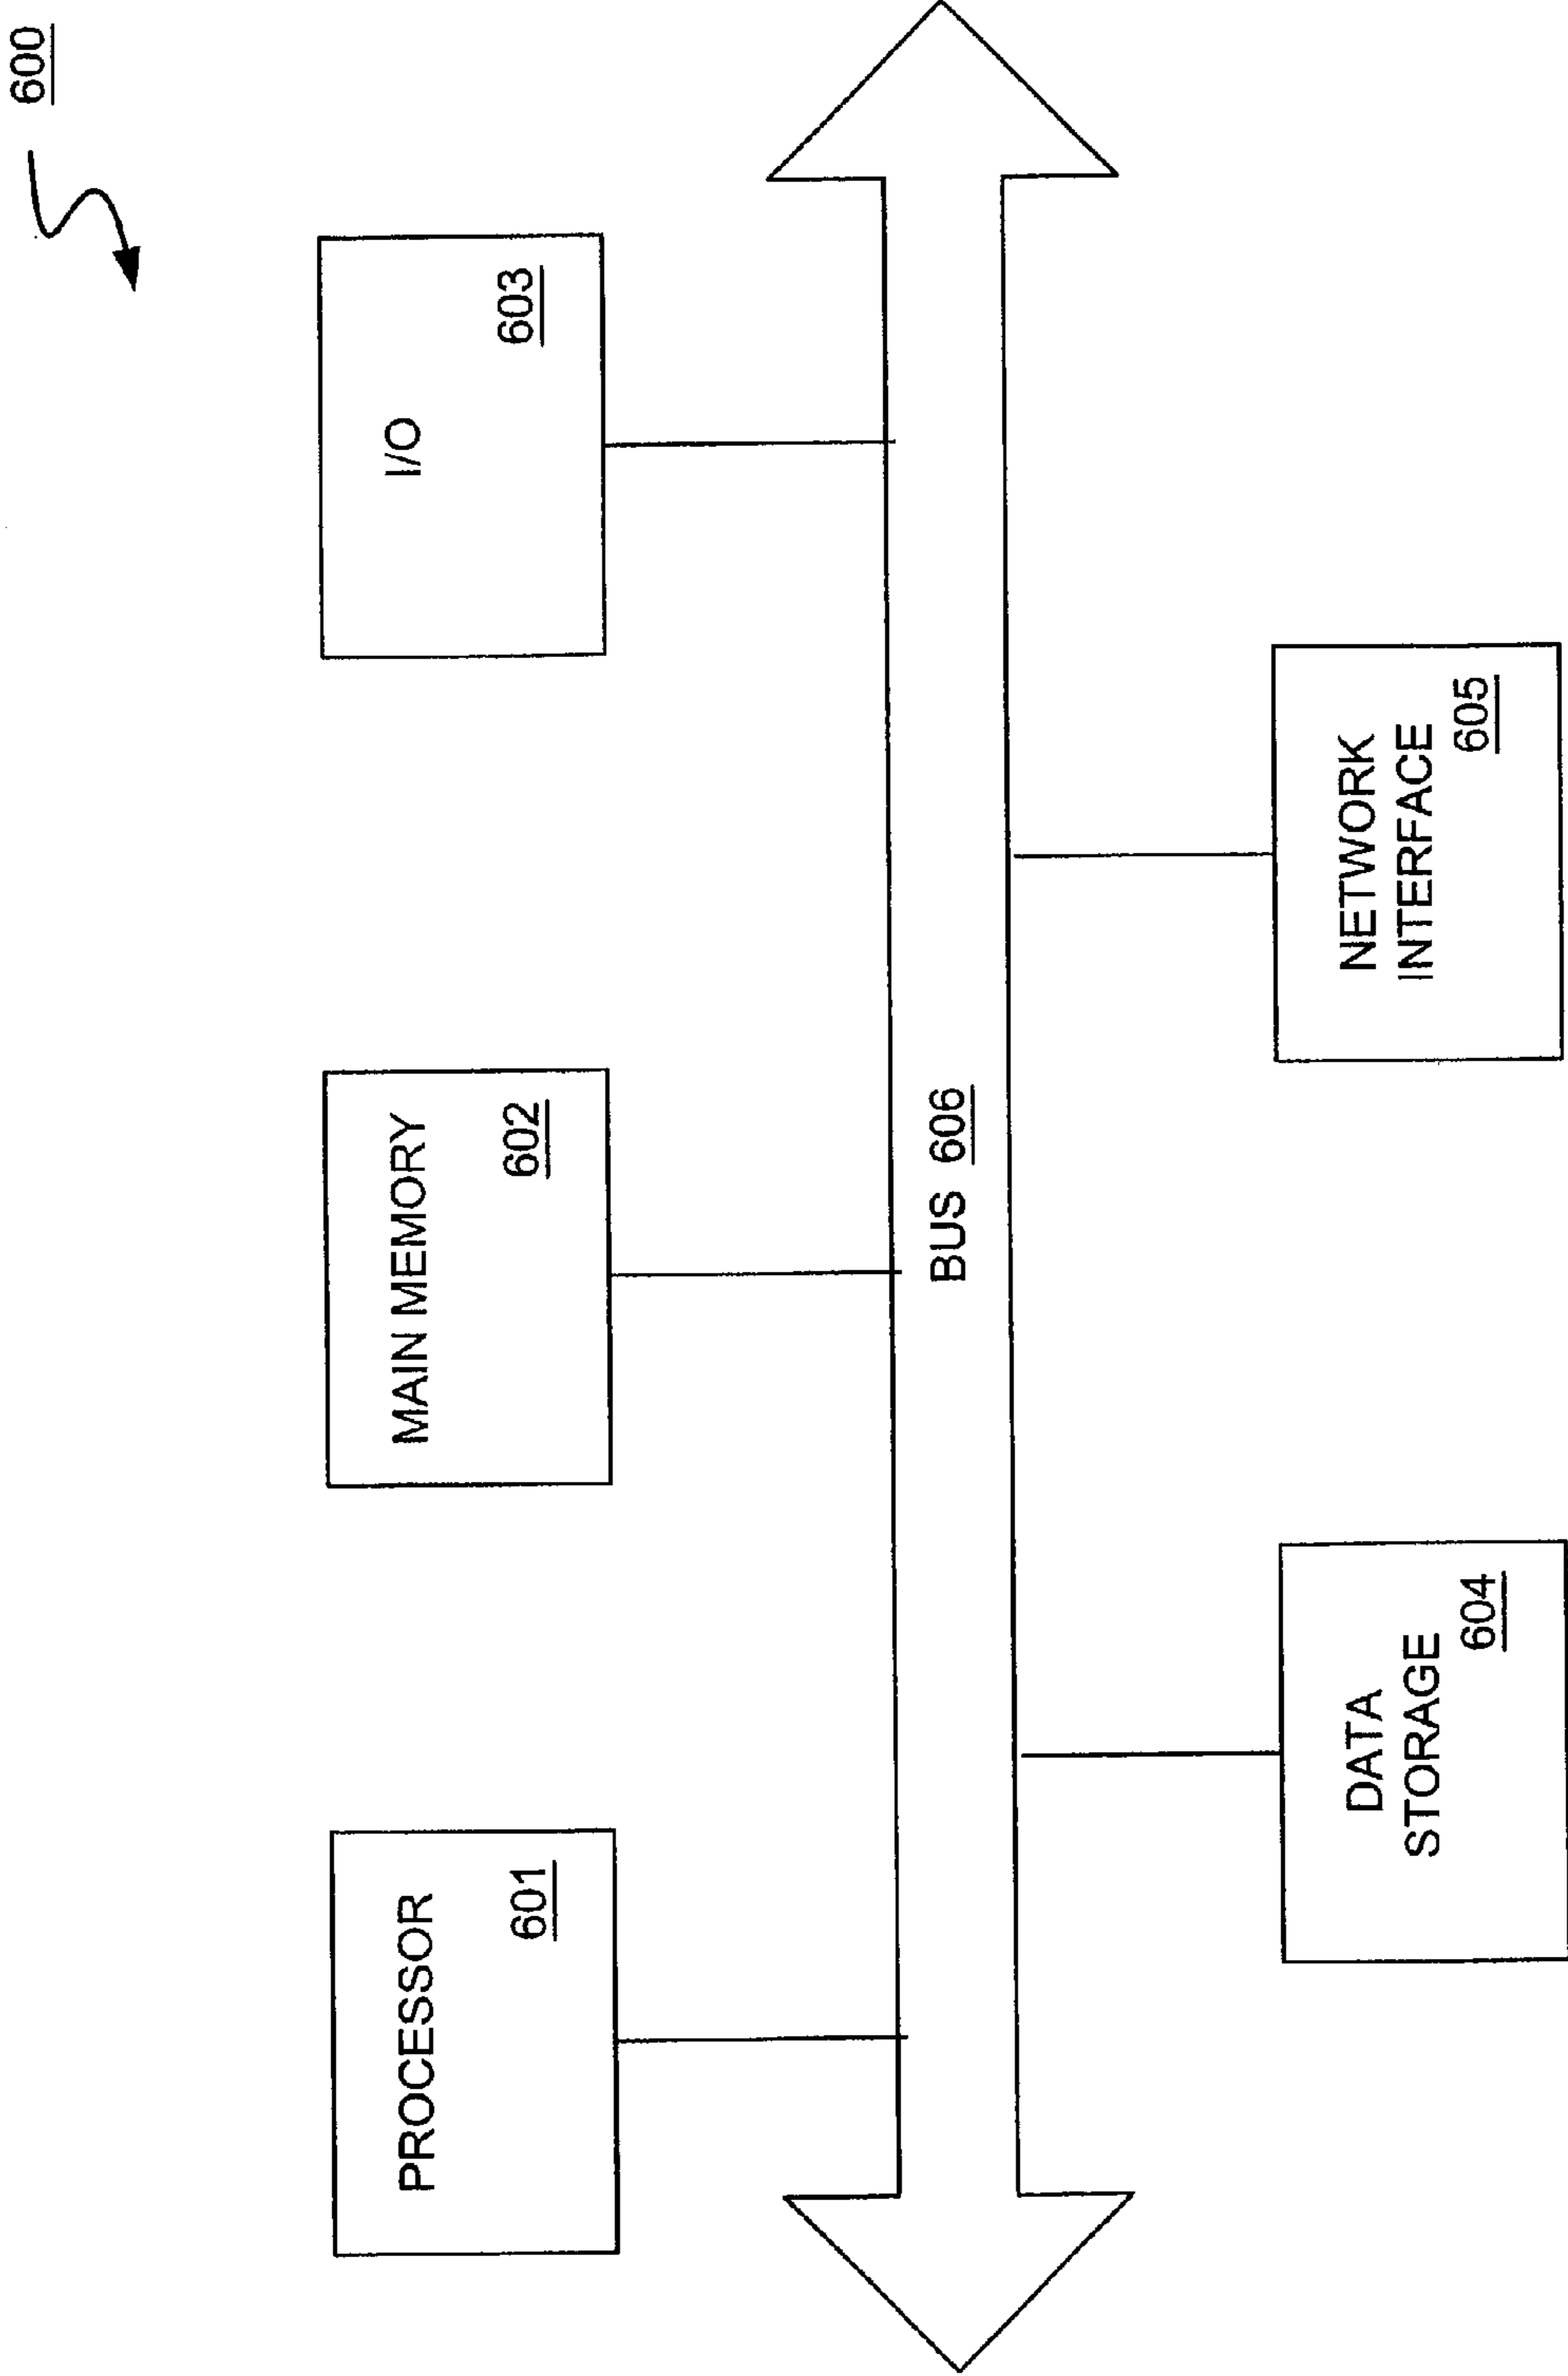 600
PROCESSOR
601
MAIN MEMORY
602
I/O
603
BUS 606
DATA
STORAGE
604
NETWORK
INTERFACE
605